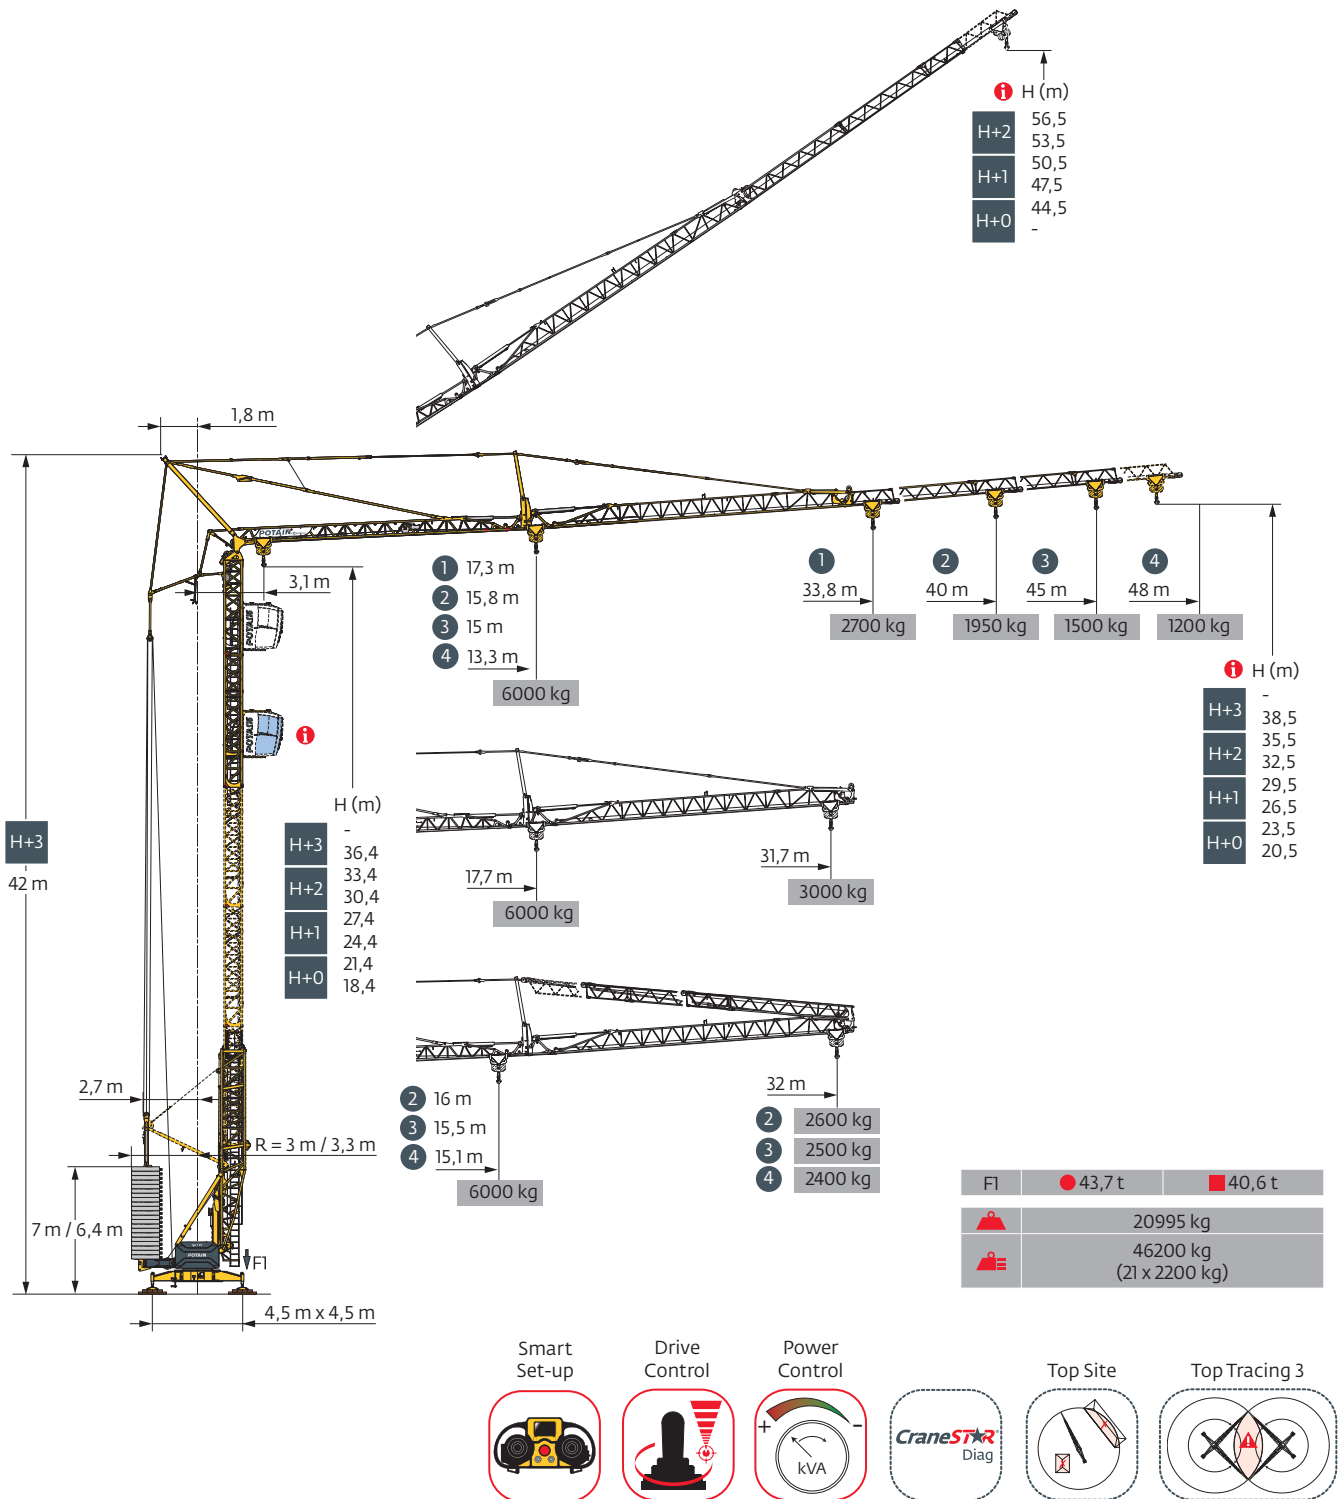 H (m)
H+2
56,5
53,5
H+1
50,5
47,5
H+0
44,5
-
1,8 m
POTAIN
3,1 m
1 17,3 m
2 15,8 m
3 15 m
4 13,3 m
6000 kg
1
33,8 m
2700 kg
2
40 m
1950 kg
3
45 m
1500 kg
4
48 m
1200 kg
POTAIN
POTAIN
i
i H (m)
H+3
-
38,5
H+2
35,5
32,5
H+1
29,5
26,5
H+0
23,5
20,5
H+3
42 m
H (m)
H+3
-
36,4
H+2
33,4
30,4
H+1
27,4
24,4
H+0
21,4
18,4
17,7 m
6000 kg
31,7 m
3000 kg
2 16 m
3 15,5 m
4 15,1 m
6000 kg
32 m
2 2600 kg
3 2500 kg
4 2400 kg
2,7 m
R = 3 m / 3,3 m
7 m / 6,4 m
POTAIN
F1
4,5 m x 4,5 m
F1 43,7 t 40,6 t
20995 kg
46200 kg
(21 x 2200 kg)
Smart
Set-up
Drive
Control
Power
Control
+ -
kVA
CraneSTAR
Diag
Top Site
Top Tracing 3